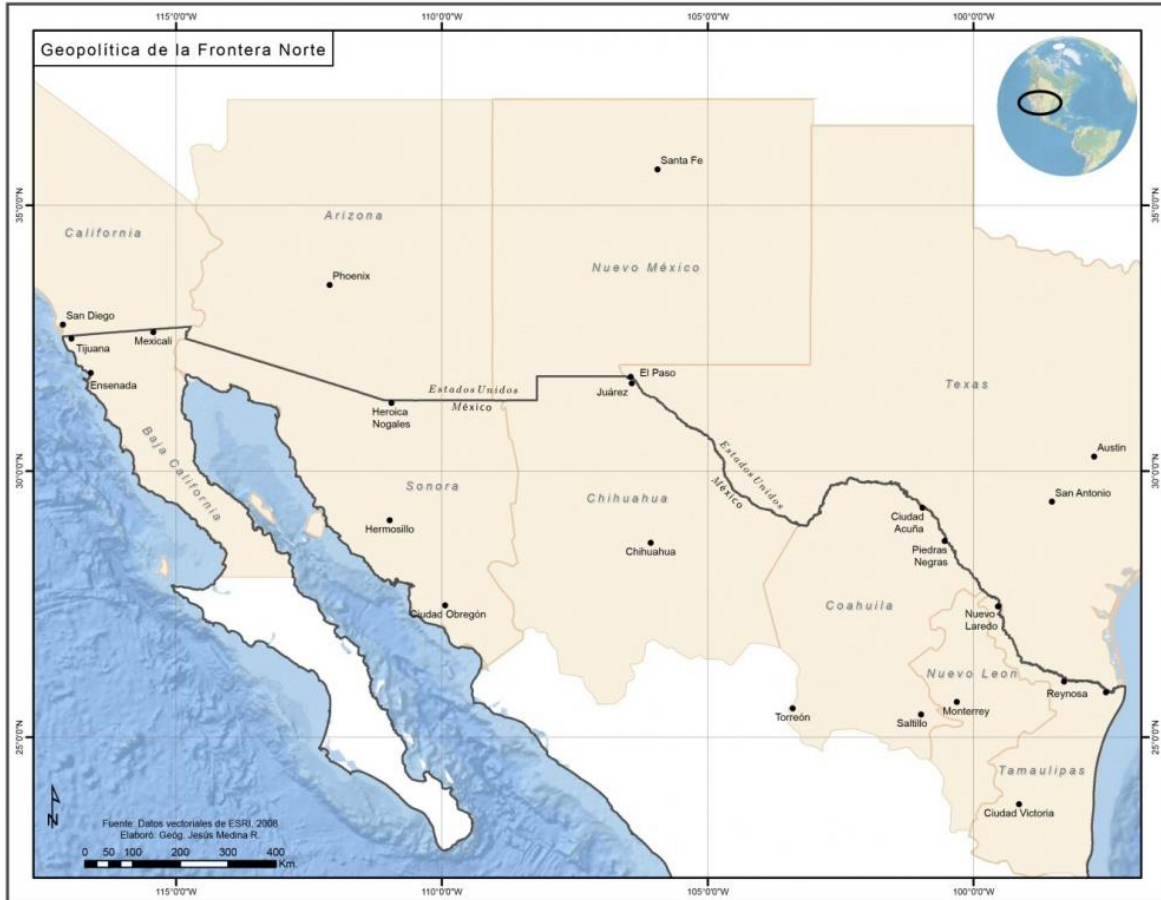 115°0'0"W
110°0'0"W
105°0'0"W
100°0'0"W
Geopolítica de la Frontera Norte
Santa Fe
35°0'0"N
35°0'0"N
Arizona
California
Nuevo México
Phoenix
San Diego
Tijuana
Mexicali
Ensenada
El Paso
Juárez
Estados Unidos
México
Heroica
Nogales
Texas
Austin
Baja California
30°0'0"N
30°0'0"N
Sonora
Chihuahua
Estados Unidos
México
San Antonio
Hermosillo
Ciudad
Acuña
Chihuahua
Piedras
Negras
Ciudad Obregón
Coahuila
Nuevo
Laredo
Nuevo Leon
Reynosa
Torreón
Saltillo
Monterrey
25°0'0"N
25°0'0"N
Tamaulipas
Ciudad Victoria
N
Fuente: Datos vectoriales de ESRI, 2008
Elaboró: Geóg. Jesús Medina R.
0 50 100 200 300 400
Km.
115°0'0"W
110°0'0"W
105°0'0"W
100°0'0"W